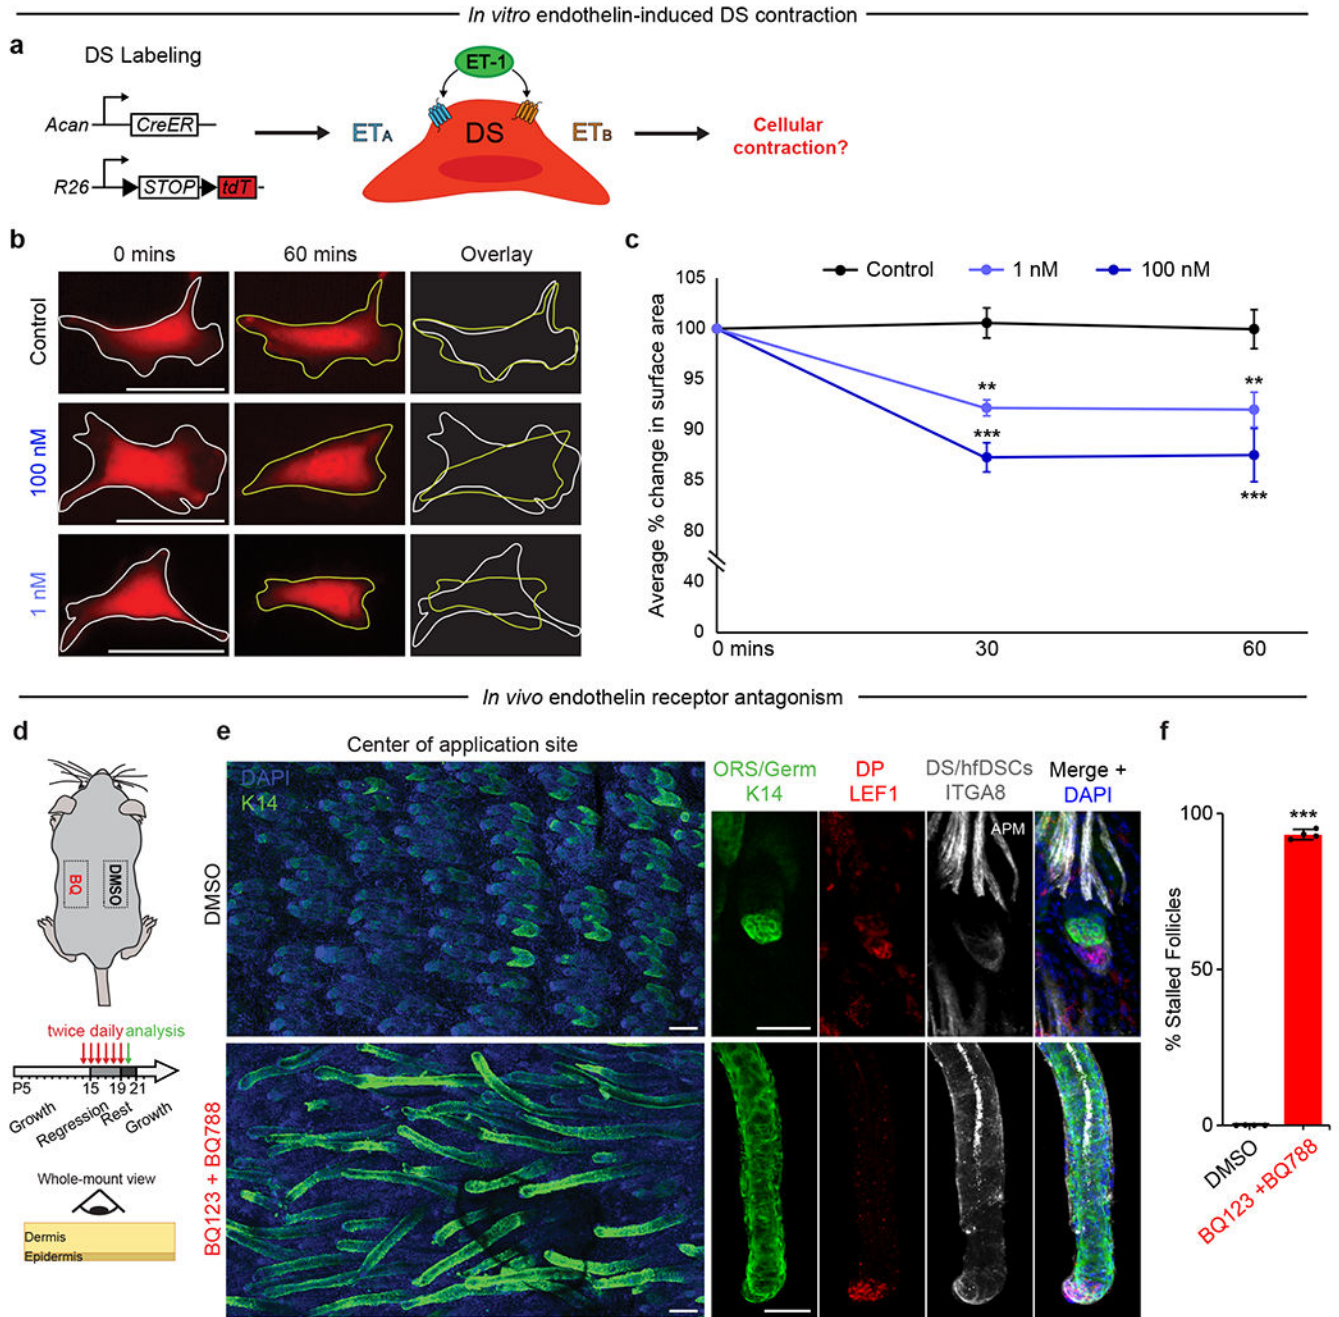 In vitro endothelin-induced DS contraction
a
DS Labeling
Acan CreER
R26 STOP tdT
ET-1
ETA DS ETB
Cellular
contraction?
b
0 mins 60 mins Overlay
Control
100 nM
1 nM
c
Control 1 nM 100 nM
Average % change in surface area
105
100
95
90
85
80
40
0
** **
*** ***
0 mins 30 60
In vivo endothelin receptor antagonism
d
BQ DMSO
twice daily analysis
P5 15 19 21
Growth Regression Rest Growth
Whole-mount view
Dermis
Epidermis
e
Center of application site
DAPI
K14
DMSO
BQ123 + BQ788
ORS/Germ
K14
DP
LEF1
DS/hfDSCs
ITGA8
Merge +
DAPI
APM
f
% Stalled Follicles
100
50
0
***
DMSO
BQ123 +BQ788